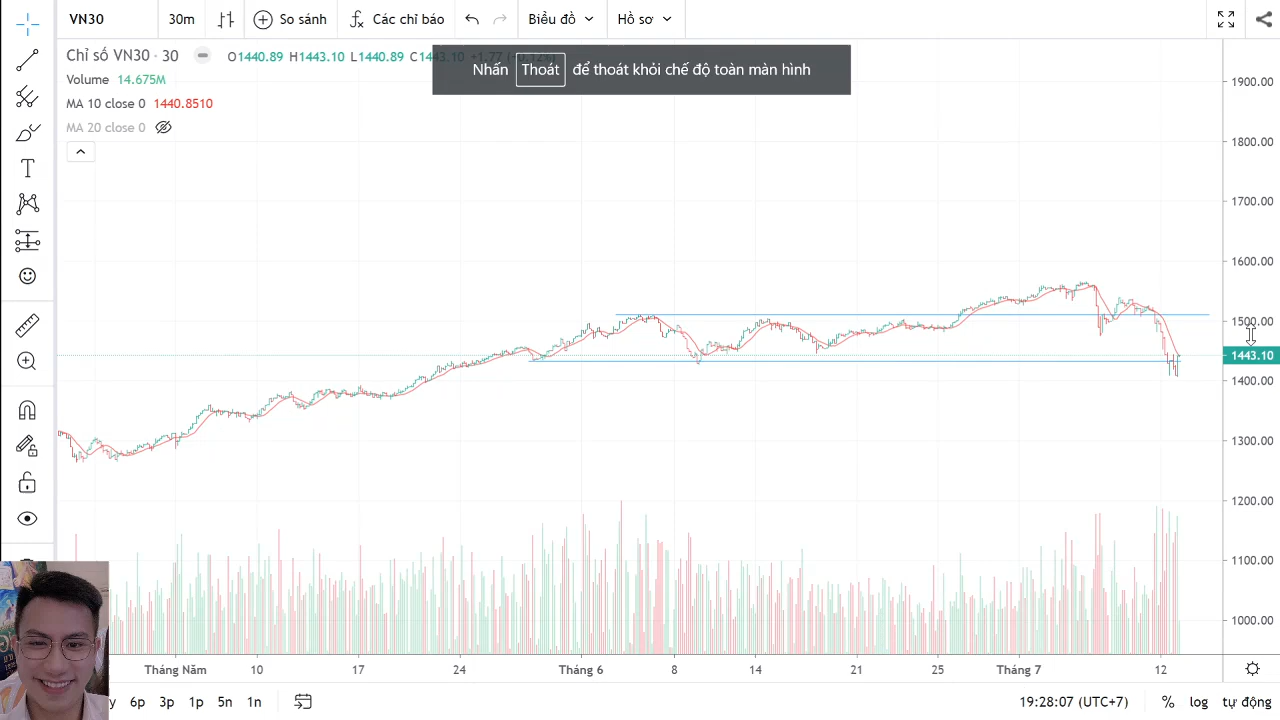 VN30 30m So sánh Các chỉ báo Biểu đồ Hồ sơ
Chỉ số VN30 · 30 O1440.89 H1443.10 L1440.89 C1443.10 +1.77 (+0.12%)
Nhấn Thoát để thoát khỏi chế độ toàn màn hình
Volume 14.675M
MA 10 close 0 1440.8510
MA 20 close 0
1900.00
1800.00
1700.00
1600.00
1500.00
1443.10
1400.00
1300.00
1200.00
1100.00
1000.00
Tháng Năm 10 17 24 Tháng 6 8 14 21 25 Tháng 7 12
y 6p 3p 1p 5n 1n 19:28:07 (UTC+7) % log tự động